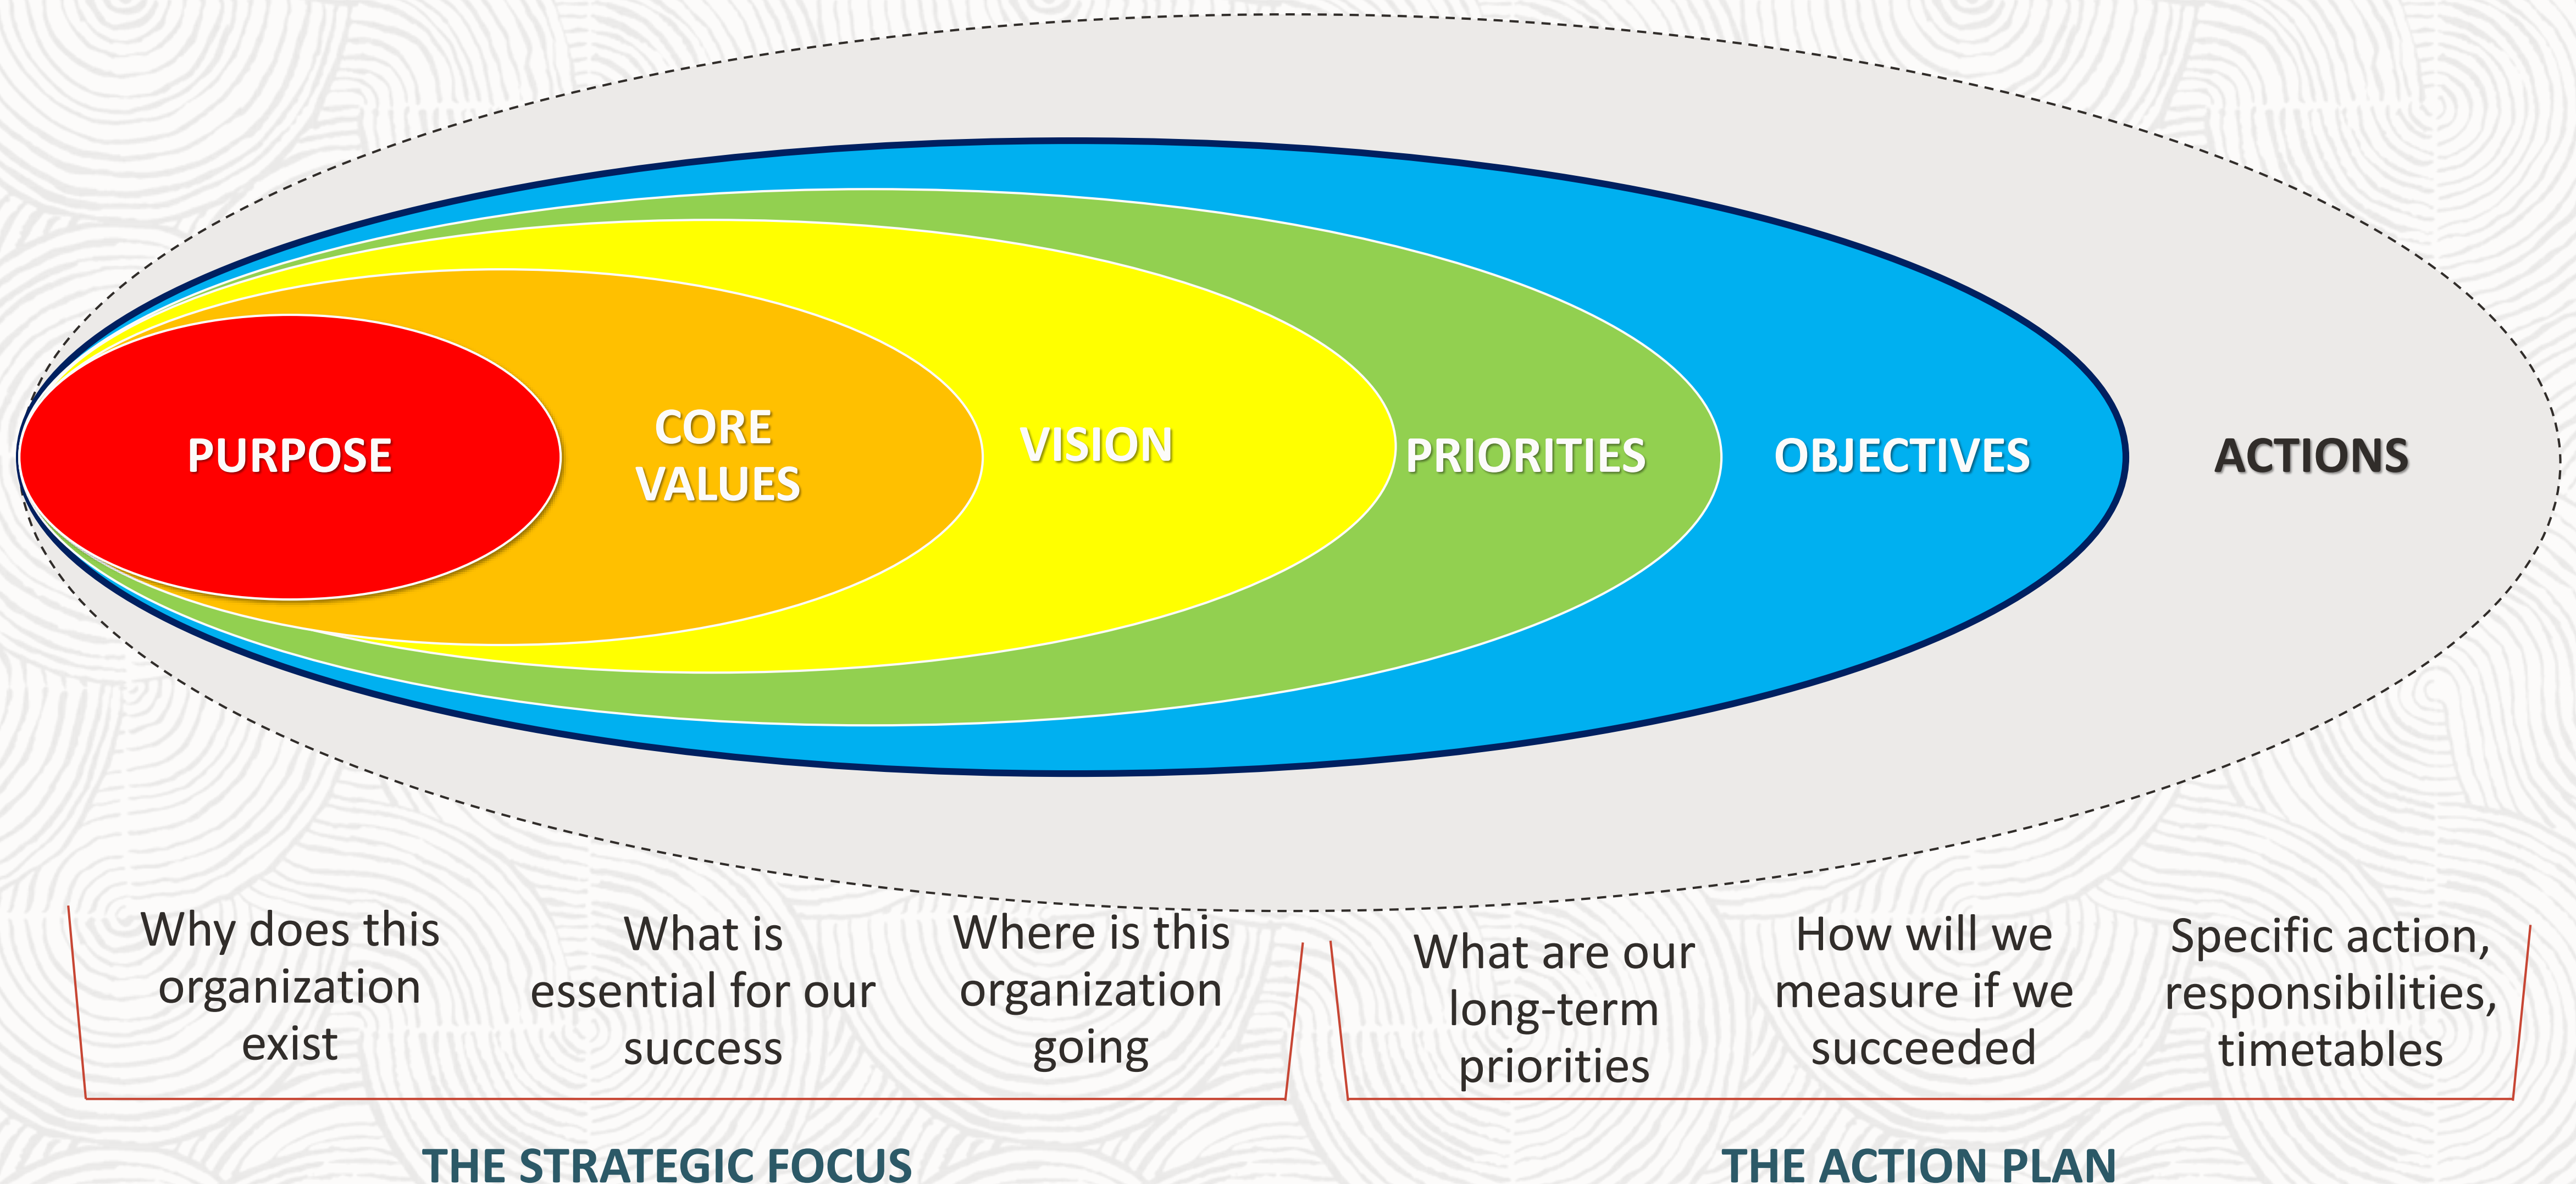 PURPOSE
CORE
VALUES
VISION
PRIORITIES
OBJECTIVES
ACTIONS
Why does this
organization
exist
What is
essential for our
success
Where is this
organization
going
What are our
long-term
priorities
How will we
measure if we
succeeded
Specific action,
responsibilities,
timetables
THE STRATEGIC FOCUS
THE ACTION PLAN